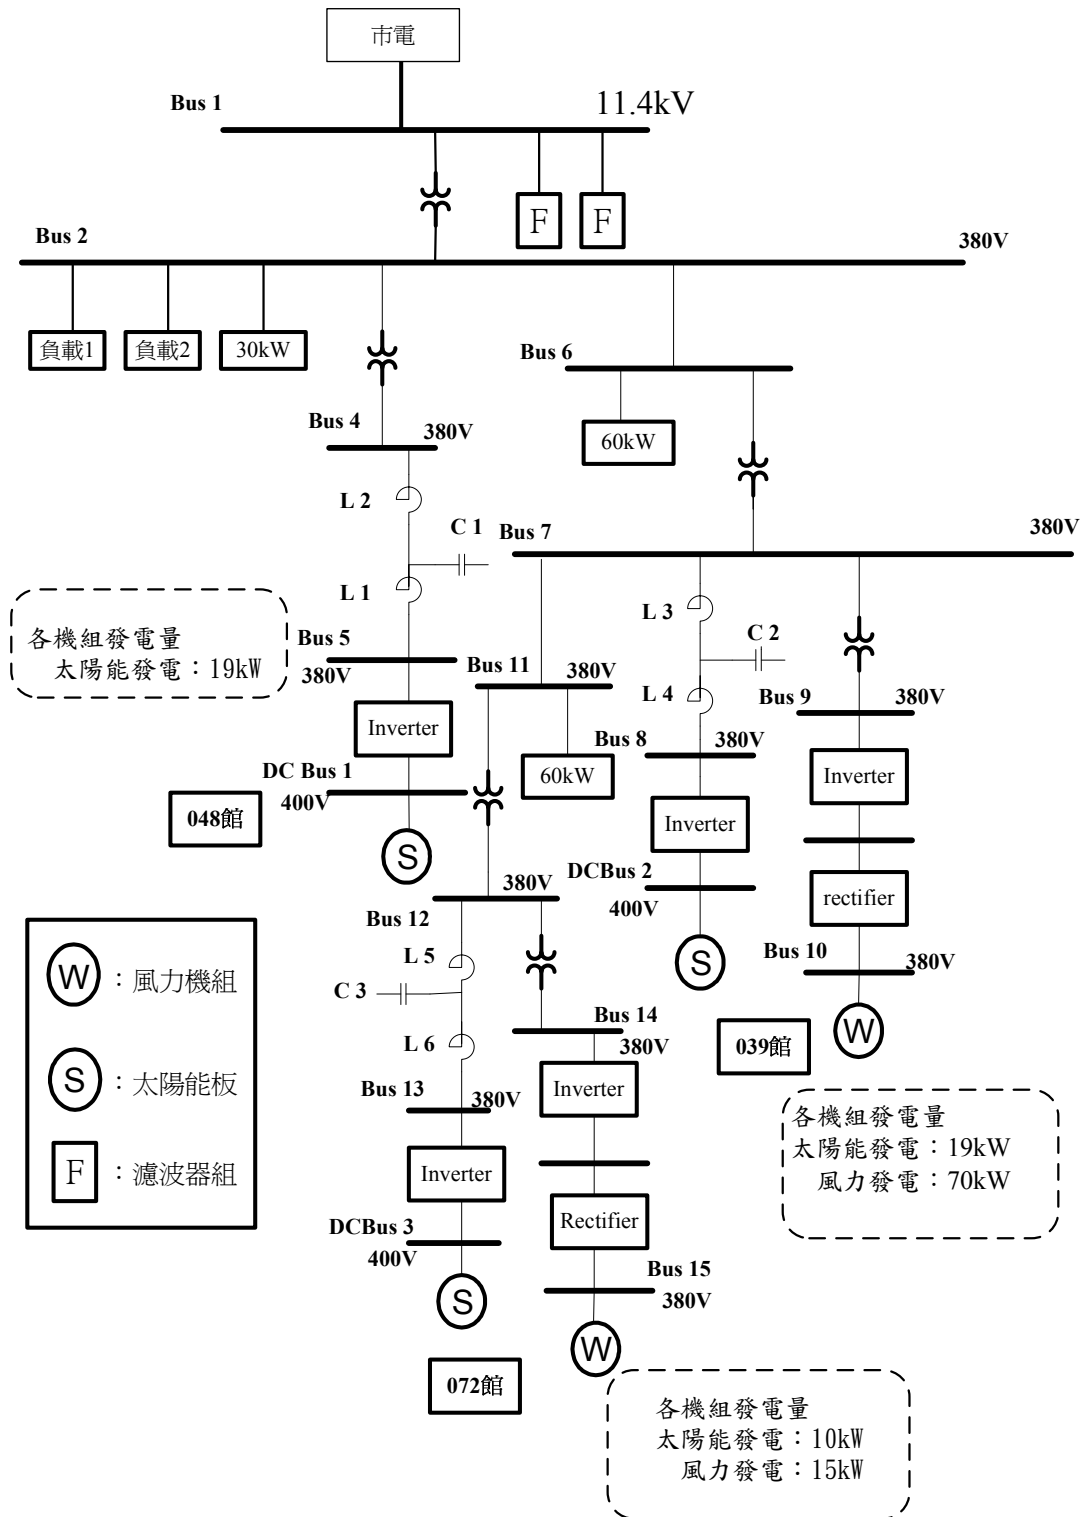 市電
Bus 1
11.4kV
F
F
Bus 2
380V
負載1
負載2
30kW
Bus 6
60kW
Bus 4
380V
L 2
C 1
L 1
Bus 7
380V
各機組發電量
太陽能發電：19kW
Bus 5
380V
Inverter
DC Bus 1
400V
048館
S
Bus 11
380V
60kW
L 3
C 2
L 4
Bus 8
380V
Inverter
DCBus 2
400V
S
Bus 9
380V
Inverter
rectifier
Bus 10
380V
W
039館
各機組發電量
太陽能發電：19kW
風力發電：70kW
380V
Bus 12
L 5
C 3
L 6
Bus 13
380V
Inverter
DCBus 3
400V
S
Bus 14
380V
Inverter
Rectifier
Bus 15
380V
W
072館
各機組發電量
太陽能發電：10kW
風力發電：15kW
W：風力機組
S：太陽能板
F：濾波器組